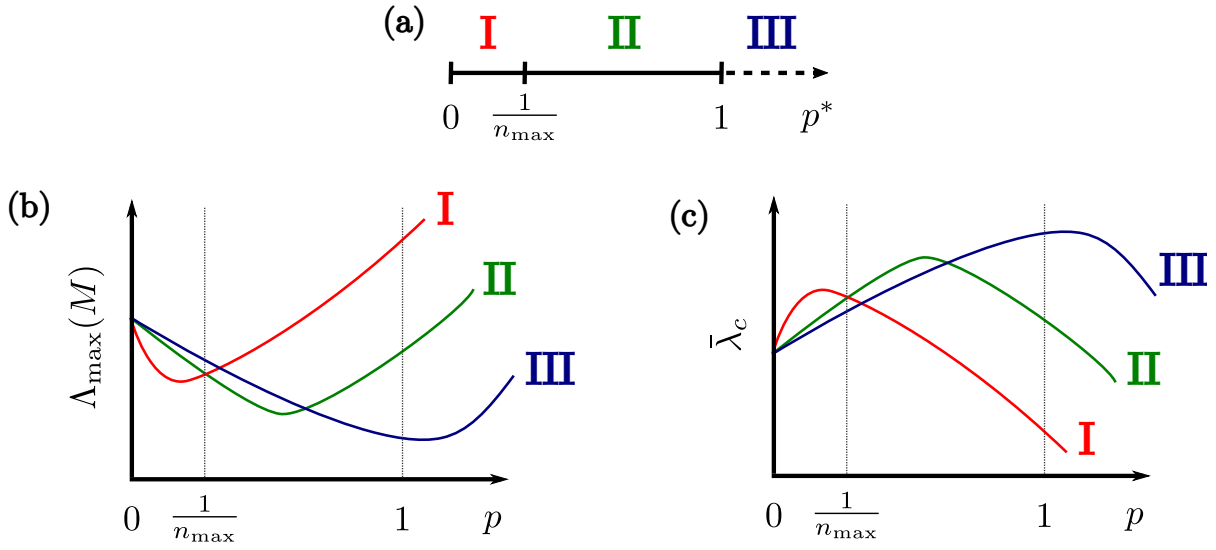 (a)
I II III
0 1/n_max 1 p*
(b)
Λ_max(M)
I
II
III
0 1/n_max 1 p
(c)
λ̄_c
III
II
I
0 1/n_max 1 p